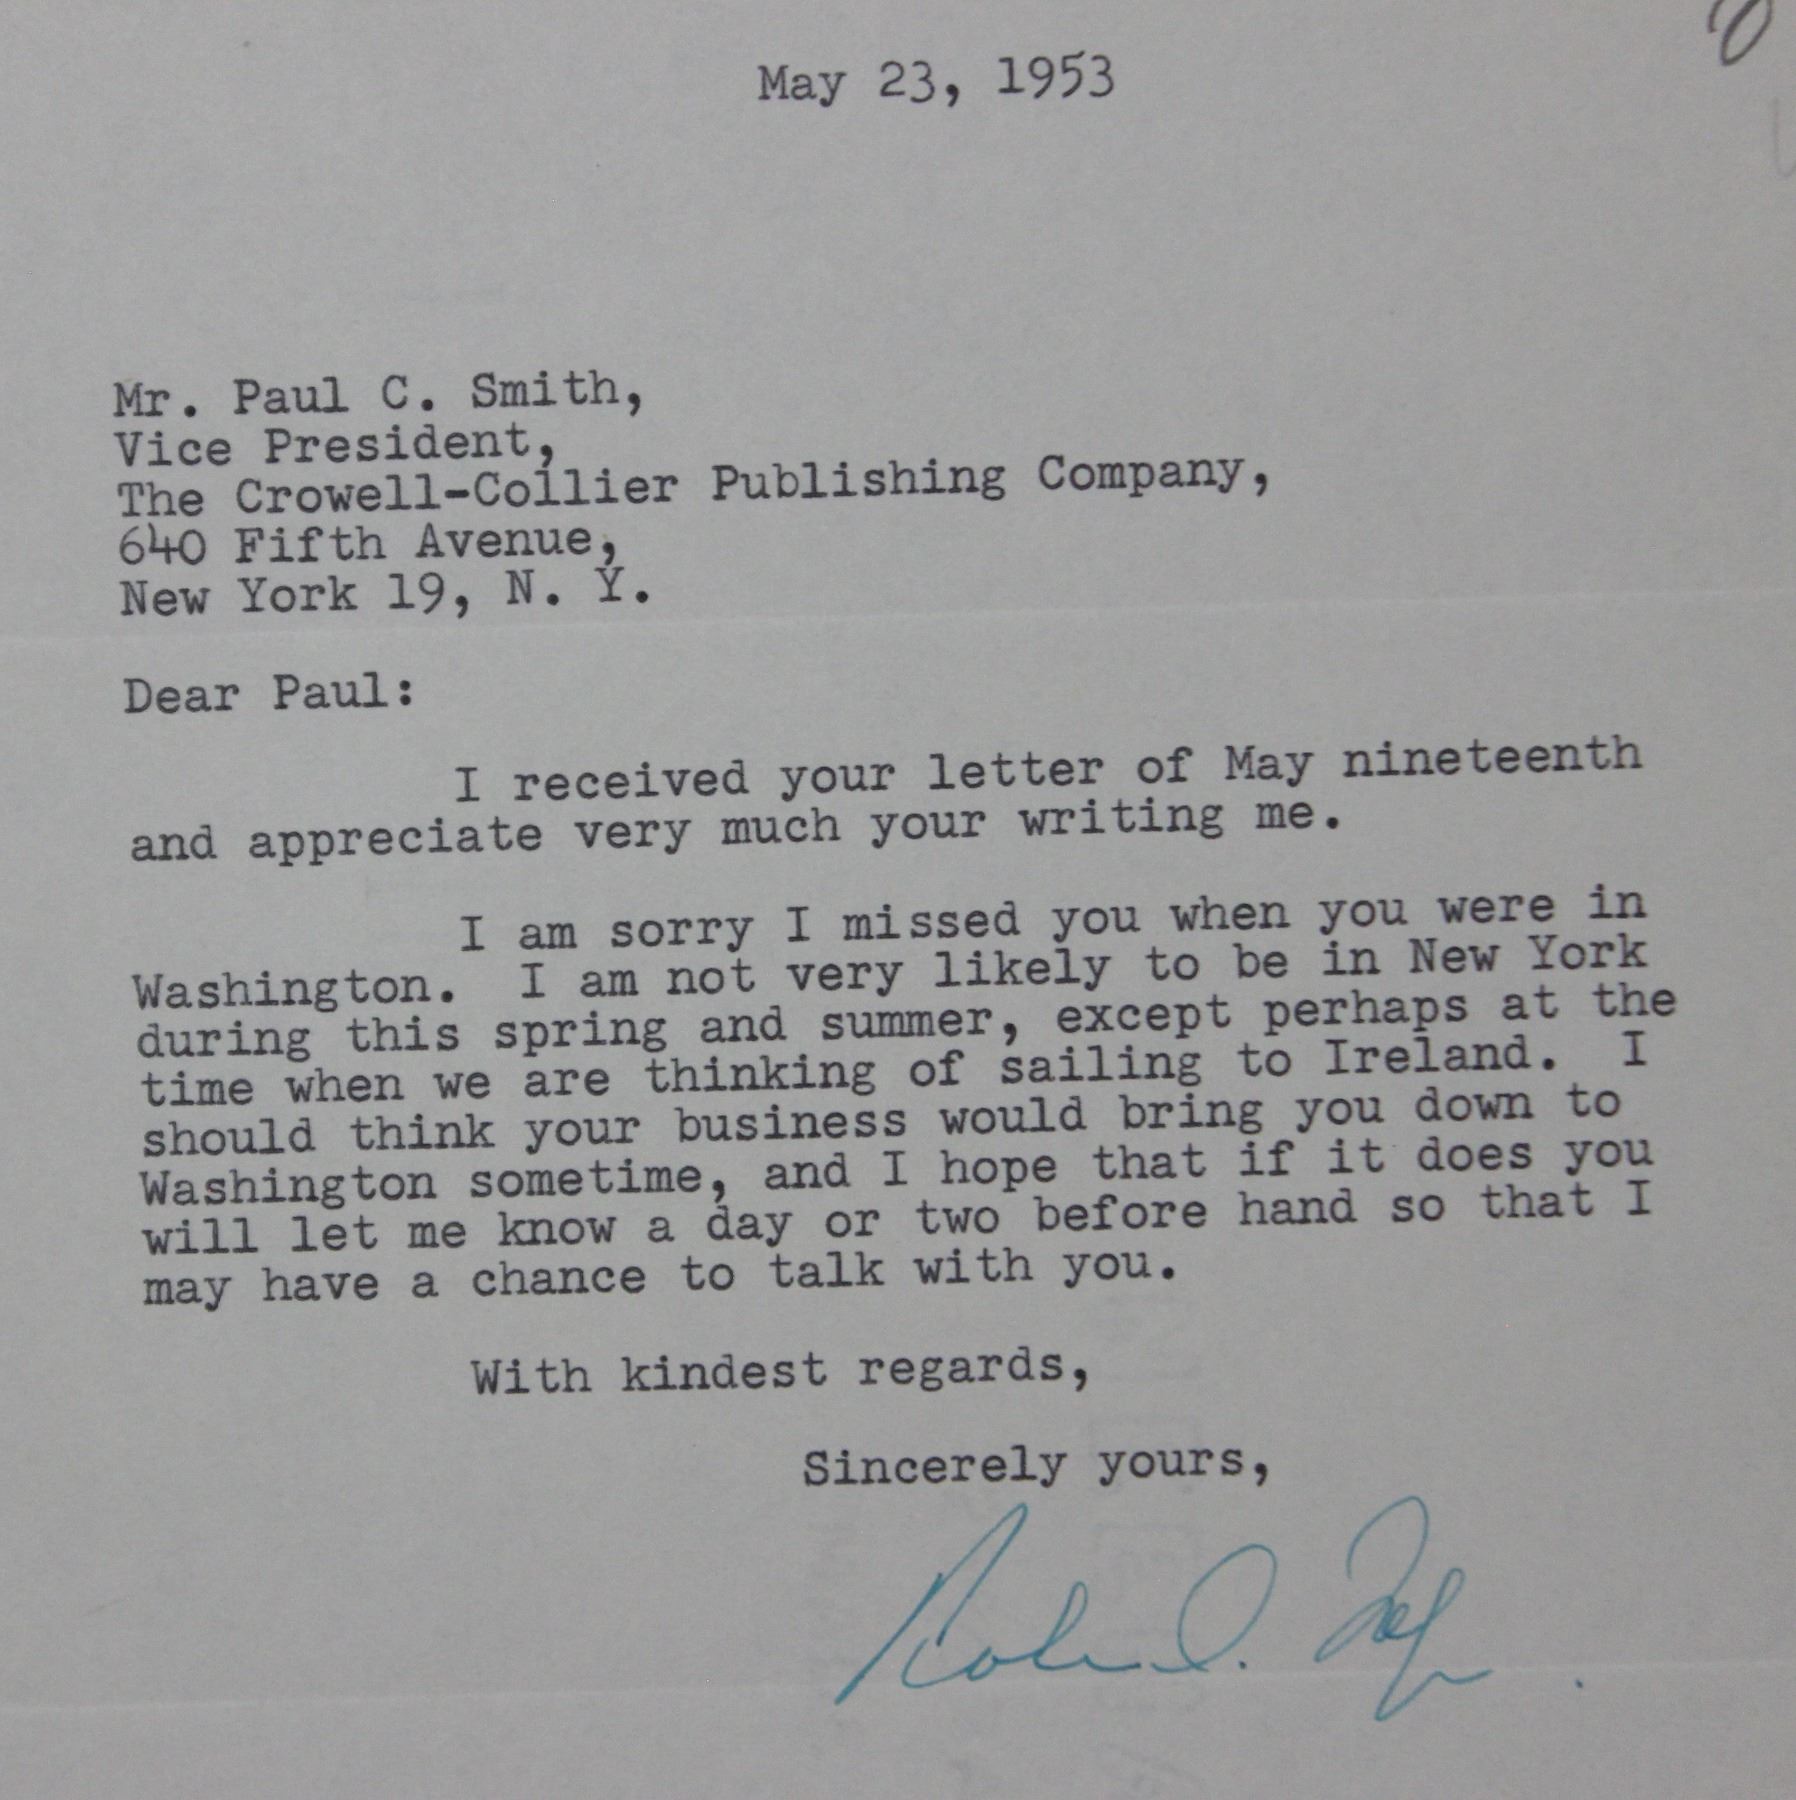 May 23, 1953
Mr. Paul C. Smith,
Vice President,
The Crowell-Collier Publishing Company,
640 Fifth Avenue,
New York 19, N. Y.
Dear Paul:
I received your letter of May nineteenth
and appreciate very much your writing me.
I am sorry I missed you when you were in
Washington. I am not very likely to be in New York
during this spring and summer, except perhaps at the
time when we are thinking of sailing to Ireland. I
should think your business would bring you down to
Washington sometime, and I hope that if it does you
will let me know a day or two before hand so that I
may have a chance to talk with you.
With kindest regards,
Sincerely yours,